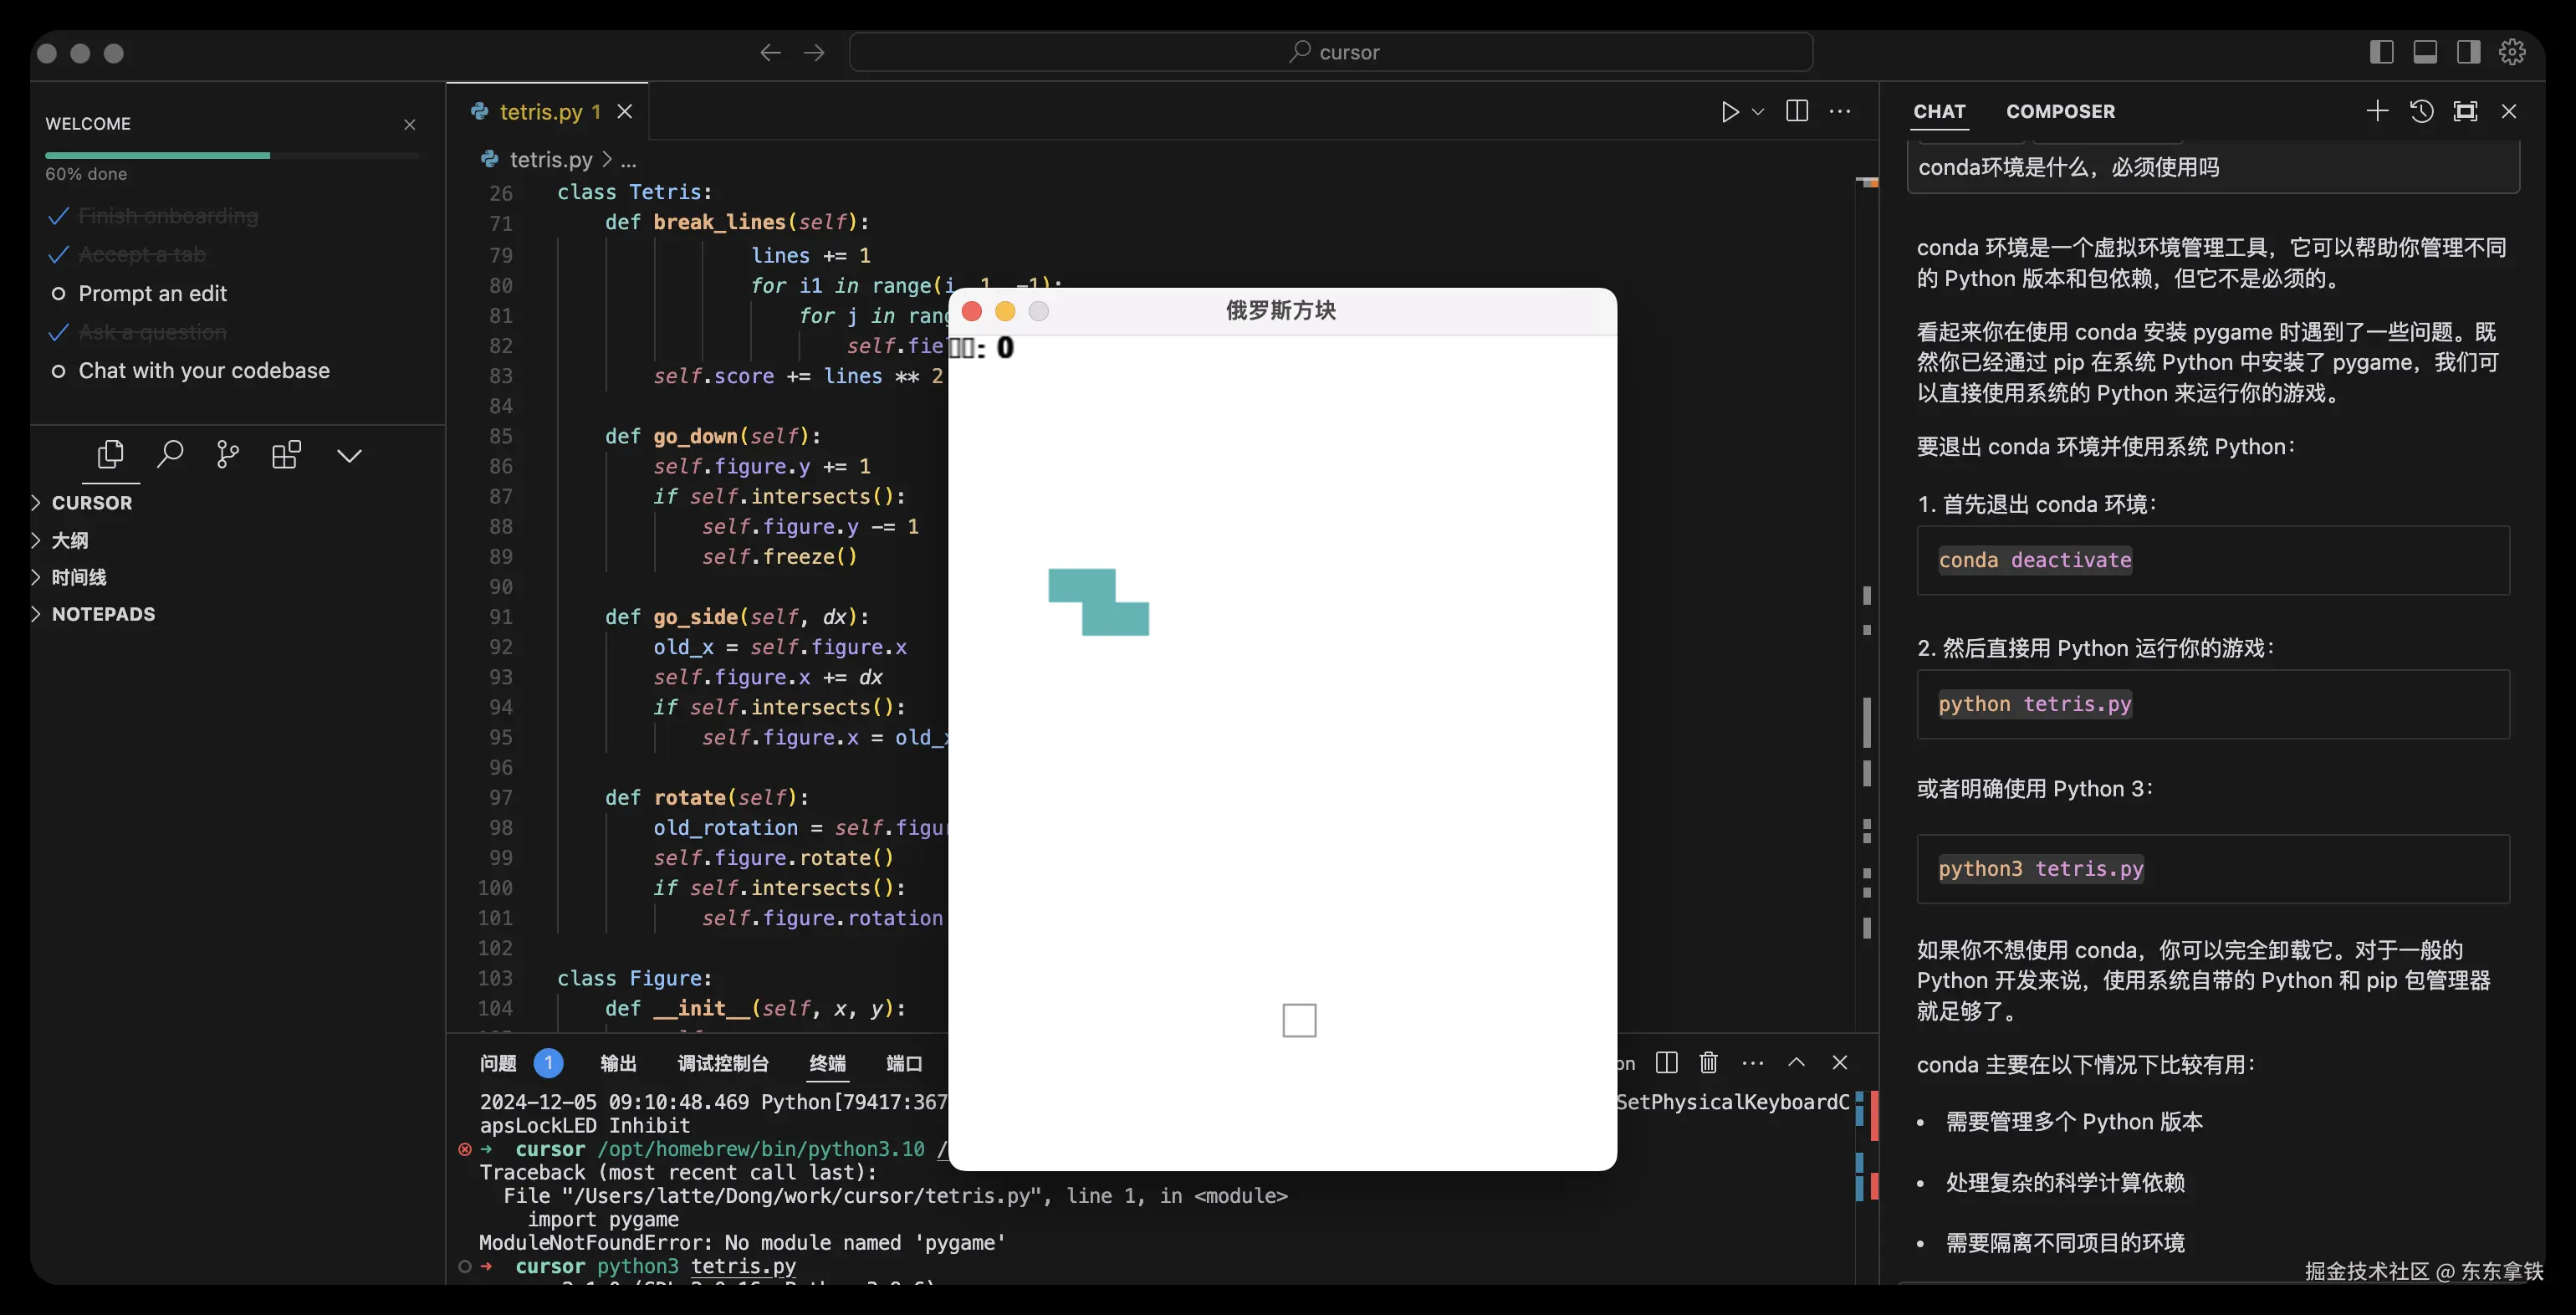 cursor
WELCOME
60% done
Finish onboarding
Accept a tab
Prompt an edit
Ask a question
Chat with your codebase
CURSOR
大纲
时间线
NOTEPADS
tetris.py 1
tetris.py > ...
26 class Tetris:
71 def break_lines(self):
79 lines += 1
80 for i1 in range(i, 1, -1):
81 for j in rang
82 self.fie
83 self.score += lines ** 2
84
85 def go_down(self):
86 self.figure.y += 1
87 if self.intersects():
88 self.figure.y -= 1
89 self.freeze()
90
91 def go_side(self, dx):
92 old_x = self.figure.x
93 self.figure.x += dx
94 if self.intersects():
95 self.figure.x = old_x
96
97 def rotate(self):
98 old_rotation = self.figu
99 self.figure.rotate()
100 if self.intersects():
101 self.figure.rotation
102
103 class Figure:
104 def __init__(self, x, y):
俄罗斯方块
: 0
问题 1 输出 调试控制台 终端 端口
2024-12-05 09:10:48.469 Python[79417:367 SetPhysicalKeyboardC
apsLockLED Inhibit
cursor /opt/homebrew/bin/python3.10 /
Traceback (most recent call last):
File "/Users/latte/Dong/work/cursor/tetris.py", line 1, in <module>
import pygame
ModuleNotFoundError: No module named 'pygame'
cursor python3 tetris.py
CHAT COMPOSER
conda环境是什么，必须使用吗
conda 环境是一个虚拟环境管理工具，它可以帮助你管理不同
的 Python 版本和包依赖，但它不是必须的。
看起来你在使用 conda 安装 pygame 时遇到了一些问题。既
然你已经通过 pip 在系统 Python 中安装了 pygame，我们可
以直接使用系统的 Python 来运行你的游戏。
要退出 conda 环境并使用系统 Python：
1. 首先退出 conda 环境：
conda deactivate
2. 然后直接用 Python 运行你的游戏：
python tetris.py
或者明确使用 Python 3：
python3 tetris.py
如果你不想使用 conda，你可以完全卸载它。对于一般的
Python 开发来说，使用系统自带的 Python 和 pip 包管理器
就足够了。
conda 主要在以下情况下比较有用：
• 需要管理多个 Python 版本
• 处理复杂的科学计算依赖
• 需要隔离不同项目的环境
掘金技术社区 @ 东东拿铁